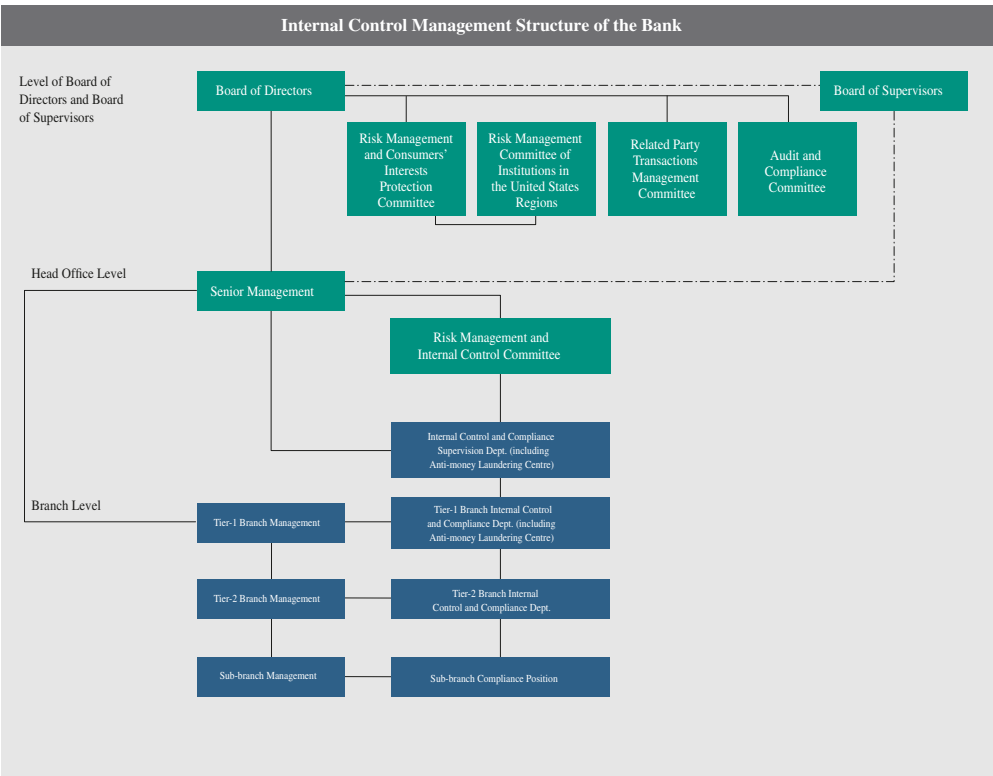 Internal Control Management Structure of the Bank
Level of Board of
Directors and Board
of Supervisors
Board of Directors
Board of Supervisors
Risk Management
and Consumers’
Interests
Protection
Committee
Risk Management
Committee of
Institutions in
the United States
Regions
Related Party
Transactions
Management
Committee
Audit and
Compliance
Committee
Head Office Level
Senior Management
Risk Management and
Internal Control Committee
Internal Control and Compliance
Supervision Dept. (including
Anti-money Laundering Centre)
Branch Level
Tier-1 Branch Management
Tier-1 Branch Internal Control
and Compliance Dept. (including
Anti-money Laundering Centre)
Tier-2 Branch Management
Tier-2 Branch Internal
Control and Compliance Dept.
Sub-branch Management
Sub-branch Compliance Position